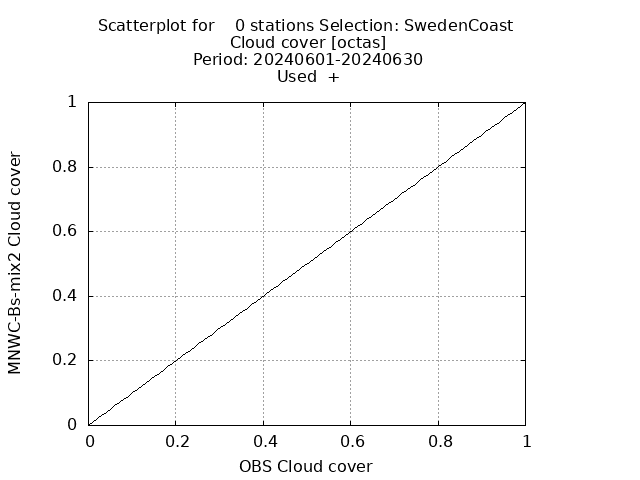 Scatterplot for    0 stations Selection: SwedenCoast
Cloud cover [octas]
Period: 20240601-20240630
Used  +
1
0.8
0.6
0.4
0.2
0
MNWC-Bs-mix2 Cloud cover
0 0.2 0.4 0.6 0.8 1
OBS Cloud cover